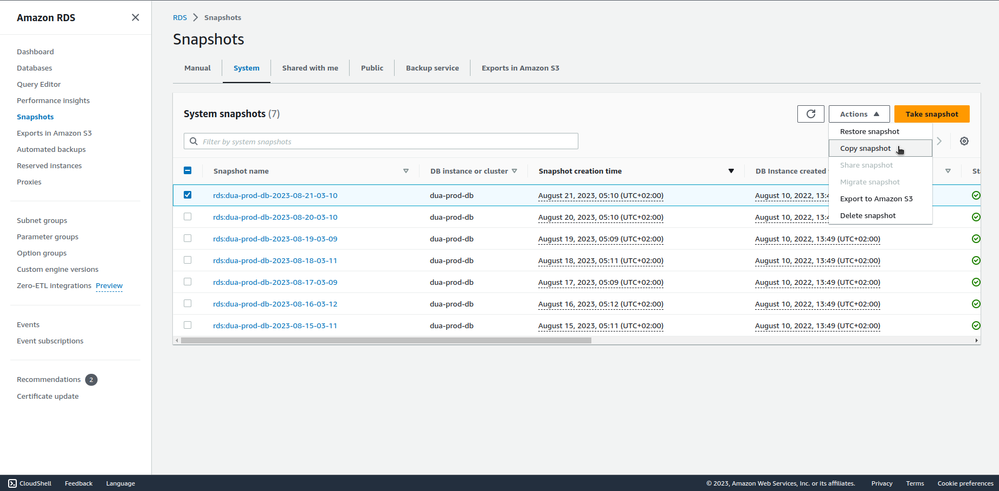 Amazon RDS
Dashboard
Databases
Query Editor
Performance insights
Snapshots
Exports in Amazon S3
Automated backups
Reserved instances
Proxies
Subnet groups
Parameter groups
Option groups
Custom engine versions
Zero-ETL integrations Preview
Events
Event subscriptions
Recommendations 2
Certificate update
RDS Snapshots
Snapshots
Manual System Shared with me Public Backup service Exports in Amazon S3
System snapshots (7)
Actions Take snapshot
Filter by system snapshots
Restore snapshot
Copy snapshot
Share snapshot
Migrate snapshot
Export to Amazon S3
Delete snapshot
Snapshot name DB instance or cluster Snapshot creation time DB Instance created
rds:dua-prod-db-2023-08-21-03-10 dua-prod-db August 21, 2023, 05:10 (UTC+02:00) August 10, 2022,
rds:dua-prod-db-2023-08-20-03-10 dua-prod-db August 20, 2023, 05:10 (UTC+02:00) August 10, 2022,
rds:dua-prod-db-2023-08-19-03-09 dua-prod-db August 19, 2023, 05:09 (UTC+02:00) August 10, 2022, 13:49 (UTC+02:00)
rds:dua-prod-db-2023-08-18-03-11 dua-prod-db August 18, 2023, 05:11 (UTC+02:00) August 10, 2022, 13:49 (UTC+02:00)
rds:dua-prod-db-2023-08-17-03-09 dua-prod-db August 17, 2023, 05:09 (UTC+02:00) August 10, 2022, 13:49 (UTC+02:00)
rds:dua-prod-db-2023-08-16-03-12 dua-prod-db August 16, 2023, 05:12 (UTC+02:00) August 10, 2022, 13:49 (UTC+02:00)
rds:dua-prod-db-2023-08-15-03-11 dua-prod-db August 15, 2023, 05:11 (UTC+02:00) August 10, 2022, 13:49 (UTC+02:00)
CloudShell Feedback Language © 2023, Amazon Web Services, Inc. or its affiliates. Privacy Terms Cookie preferences